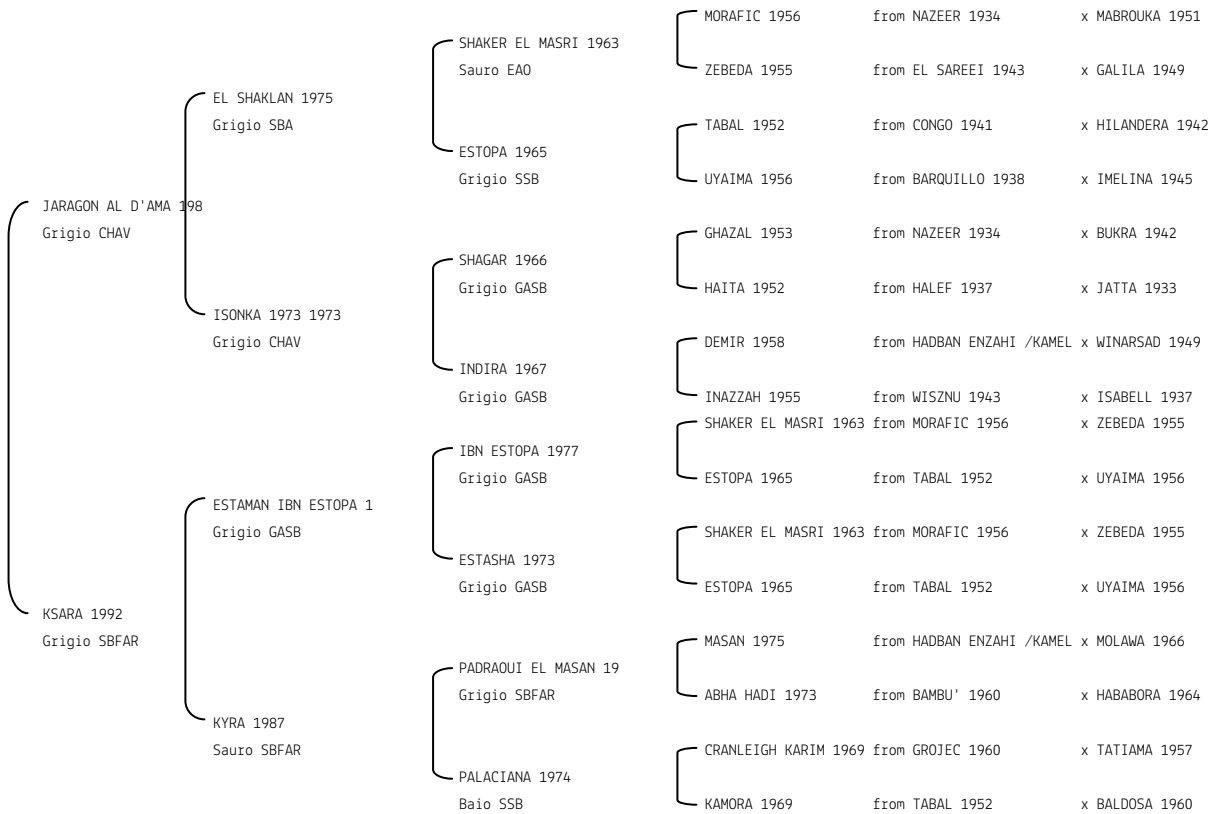 MORAFIC 1956 from NAZEER 1934 x MABROUKA 1951
SHAKER EL MASRI 1963
Sauro EAO
ZEBEDA 1955 from EL SAREEI 1943 x GALILA 1949
EL SHAKLAN 1975
Grigio SBA
TABAL 1952 from CONGO 1941 x HILANDERA 1942
ESTOPA 1965
Grigio SSB
UYAIMA 1956 from BARQUILLO 1938 x IMELINA 1945
JARAGON AL D'AMA 198
Grigio CHAV
GHAZAL 1953 from NAZEER 1934 x BUKRA 1942
SHAGAR 1966
Grigio GASB
HAITA 1952 from HALEF 1937 x JATTA 1933
ISONKA 1973 1973
Grigio CHAV
DEMIR 1958 from HADBAN ENZAHI /KAMEL x WINARSAD 1949
INDIRA 1967
Grigio GASB
INAZZAH 1955 from WISZNU 1943 x ISABELL 1937
SHAKER EL MASRI 1963 from MORAFIC 1956 x ZEBEDA 1955
IBN ESTOPA 1977
Grigio GASB
ESTOPA 1965 from TABAL 1952 x UYAIMA 1956
ESTAMAN IBN ESTOPA 1
Grigio GASB
SHAKER EL MASRI 1963 from MORAFIC 1956 x ZEBEDA 1955
ESTASHA 1973
Grigio GASB
ESTOPA 1965 from TABAL 1952 x UYAIMA 1956
KSARA 1992
Grigio SBFAR
MASAN 1975 from HADBAN ENZAHI /KAMEL x MOLAWA 1966
PADRAOUI EL MASAN 19
Grigio SBFAR
ABHA HADI 1973 from BAMBU' 1960 x HABABORA 1964
KYRA 1987
Sauro SBFAR
CRANLEIGH KARIM 1969 from GROJEC 1960 x TATIAMA 1957
PALACIANA 1974
Baio SSB
KAMORA 1969 from TABAL 1952 x BALDOSA 1960